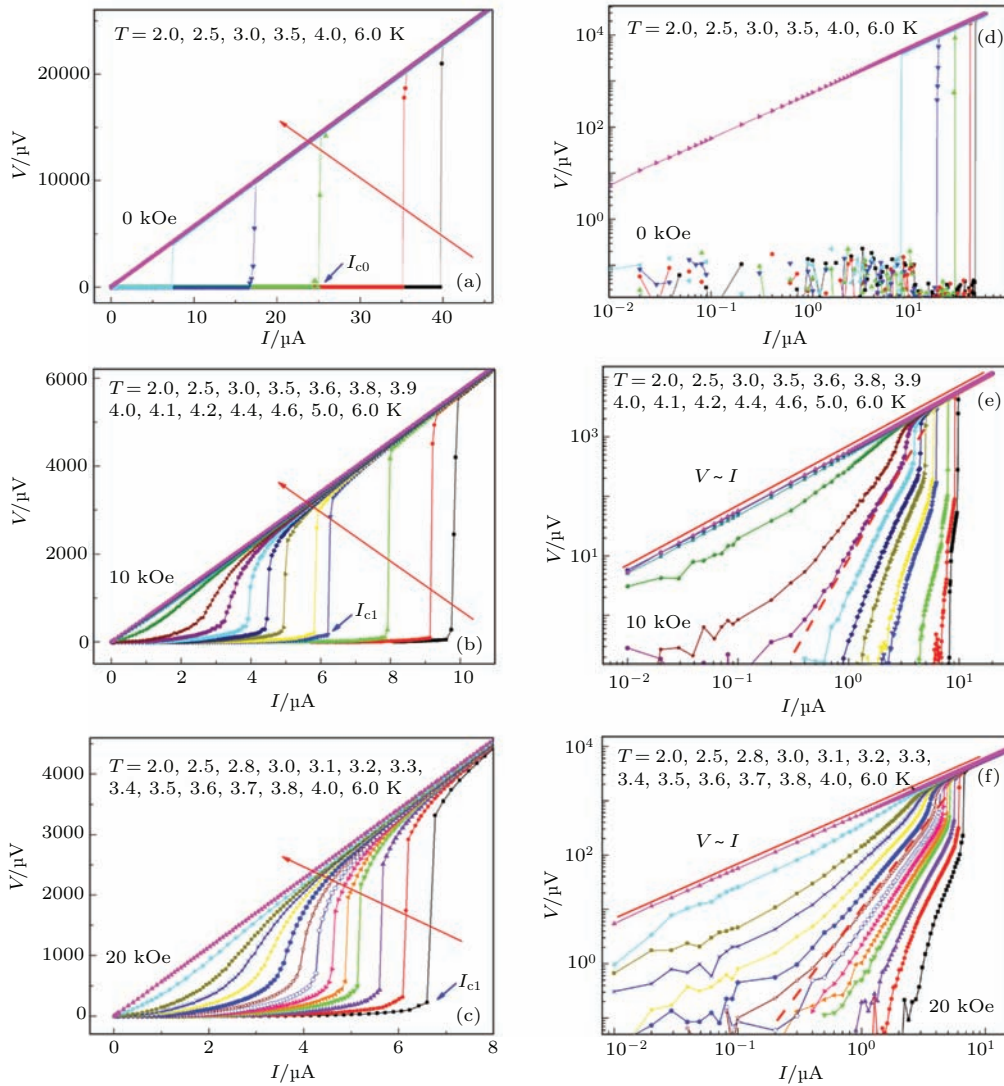 T = 2.0, 2.5, 3.0, 3.5, 4.0, 6.0 K
20000
10000
0
V/µV
0 kOe
Ic0
(a)
0 10 20 30 40
I/µA
T = 2.0, 2.5, 3.0, 3.5, 4.0, 6.0 K
(d)
10^4
10^2
10^0
V/µV
0 kOe
10^-2 10^-1 10^0 10^1
I/µA
T = 2.0, 2.5, 3.0, 3.5, 3.6, 3.8, 3.9
4.0, 4.1, 4.2, 4.4, 4.6, 5.0, 6.0 K
6000
4000
2000
0
V/µV
10 kOe
Ic1
(b)
0 2 4 6 8 10
I/µA
T = 2.0, 2.5, 3.0, 3.5, 3.6, 3.8, 3.9
4.0, 4.1, 4.2, 4.4, 4.6, 5.0, 6.0 K
(e)
10^3
10^1
V/µV
V ~ I
10 kOe
10^-2 10^-1 10^0 10^1
I/µA
T = 2.0, 2.5, 2.8, 3.0, 3.1, 3.2, 3.3,
3.4, 3.5, 3.6, 3.7, 3.8, 4.0, 6.0 K
4000
3000
2000
1000
0
V/µV
20 kOe
Ic1
(c)
0 2 4 6 8
I/µA
T = 2.0, 2.5, 2.8, 3.0, 3.1, 3.2, 3.3,
3.4, 3.5, 3.6, 3.7, 3.8, 4.0, 6.0 K
(f)
10^4
10^2
10^0
V/µV
V ~ I
20 kOe
10^-2 10^-1 10^0 10^1
I/µA